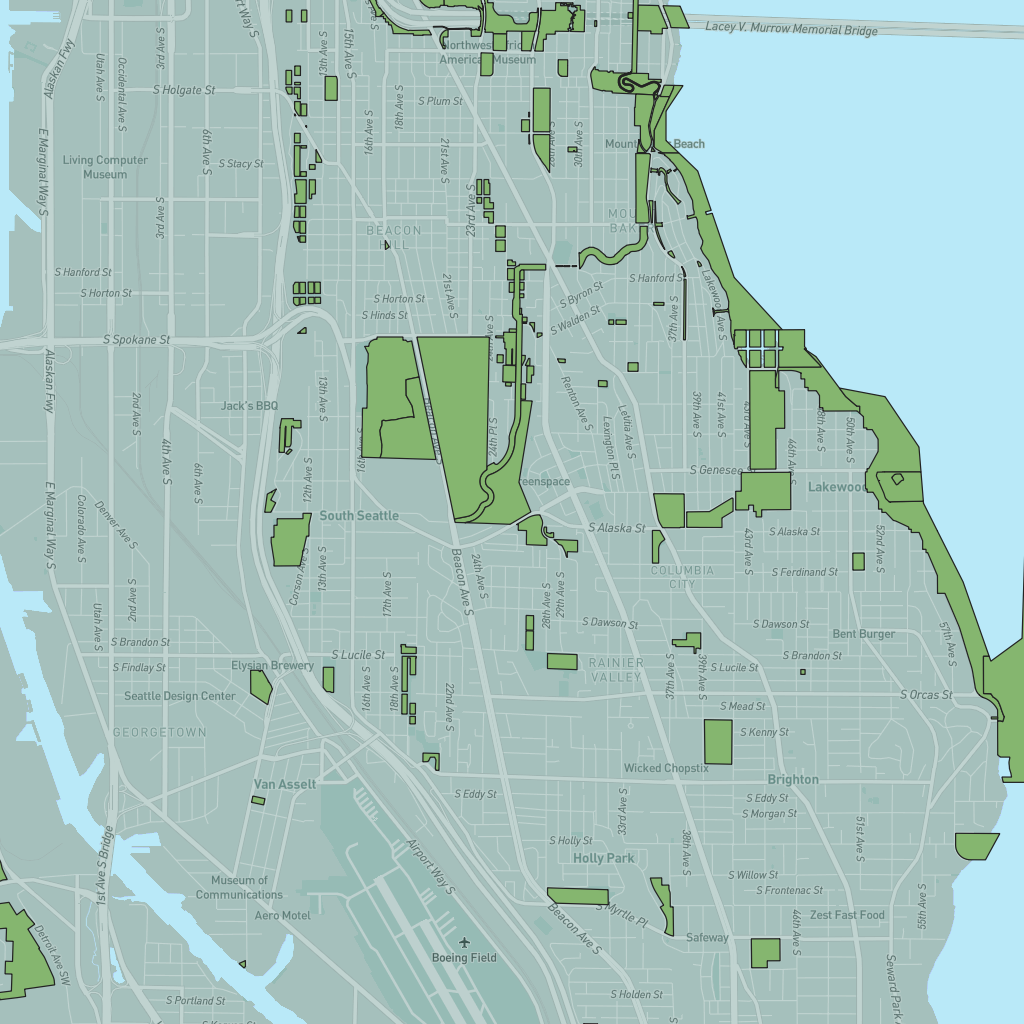 Lacey V. Murrow Memorial Bridge
Northwest
American Museum
Alaskan Fwy
Utah Ave S
Occidental Ave S
3rd Ave S
S Holgate St
13th Ave S
15th Ave S
16th Ave S
18th Ave S
S Plum St
21st Ave S
30th Ave S
Beach
6th Ave S
Living Computer
Museum
S Stacy St
E Marginal Way S
3rd Ave S
BEACON
HILL
23rd Ave S
S Hanford St
S Horton St
21st Ave S
S Horton St
S Hinds St
S Byron St
S Walden St
S Hanford S
37th Ave S
Lakewood Ave S
S Spokane St
Alaskan Fwy
Jack's BBQ
13th Ave S
2nd Ave S
4th Ave S
6th Ave S
24th Pl S
Renton Ave S
Letitia Ave S
Lexington Pl S
39th Ave S
41st Ave S
43rd Ave S
46th Ave S
50th Ave S
S Genesee St
Lakewood
12th Ave S
South Seattle
E Marginal Way S
Colorado Ave S
Denver Ave S
S Alaska St
S Alaska St
43rd Ave S
52nd Ave S
COLUMBIA
CITY
S Ferdinand St
Corson Ave S
13th Ave S
17th Ave S
Beacon Ave S
24th Ave S
28th Ave S
29th Ave S
2nd Ave S
Utah Ave S
S Dawson St
S Dawson St
Bent Burger
57th Ave S
S Brandon St
S Findlay St
S Lucile St
Elysian Brewery
S Brandon St
S Lucile St
RAINIER
VALLEY
37th Ave S
39th Ave S
Seattle Design Center
16th Ave S
18th Ave S
22nd Ave S
S Orcas St
S Mead St
S Kenny St
GEORGETOWN
Van Asselt
Wicked Chopstix
Brighton
S Eddy St
S Eddy St
S Morgan St
33rd Ave S
38th Ave S
51st Ave S
S Holly St
Holly Park
1st Ave S Bridge
Airport Way S
Museum of
Communications
S Willow St
S Frontenac St
Aero Motel
Beacon Ave S
S Myrtle Pl
Zest Fast Food
46th Ave S
55th Ave S
Safeway
Detroit Ave SW
Boeing Field
Seward Park
S Portland St
S Holden St